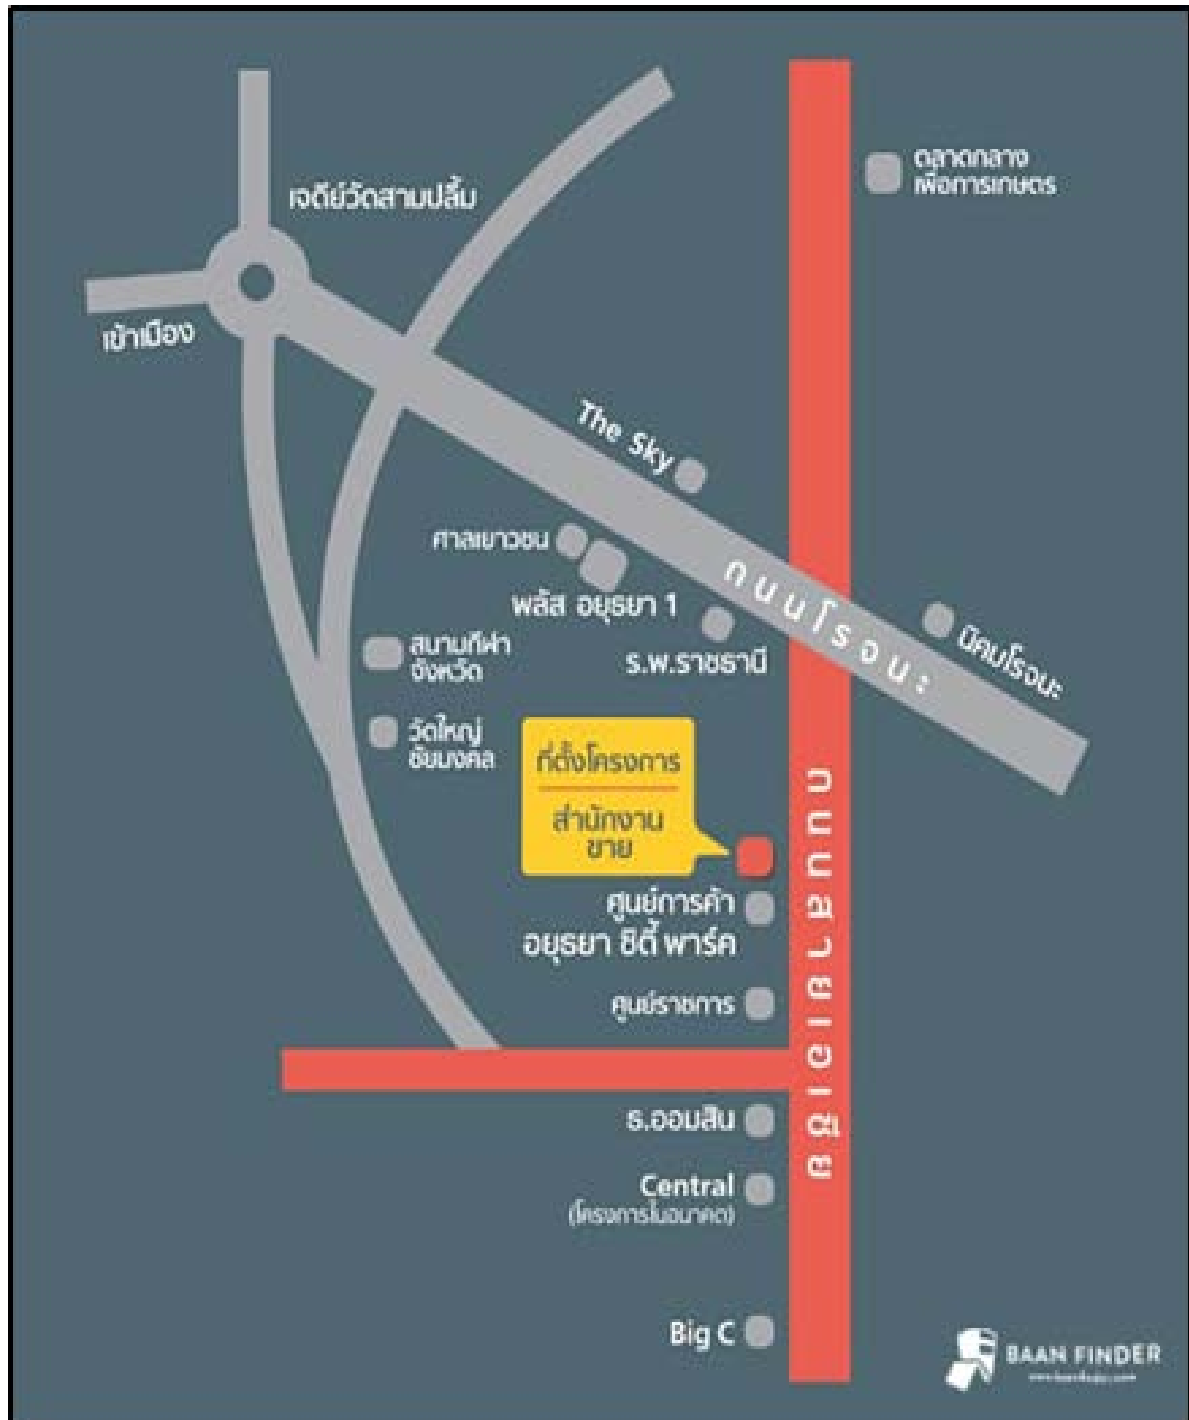 ตลาดกลาง
เพื่อการเกษตร
เจดีย์วัดสามปลื้ม
เข้าเมือง
The Sky
ศาลเยาวชน
พลัส อยุธยา 1
ถนนโรจนะ
นิคมโรจนะ
ร.พ.ราชธานี
สนามกีฬา
จังหวัด
วัดใหญ่
ชัยมงคล
ที่ตั้งโครงการ
สำนักงาน
ขาย
ถนนสายเอเชีย
ศูนย์การค้า
อยุธยา ซิตี้ พาร์ค
ศูนย์ราชการ
ธ.ออมสิน
Central
(โครงการในอนาคต)
Big C
BAAN FINDER
www.baanfinder.com